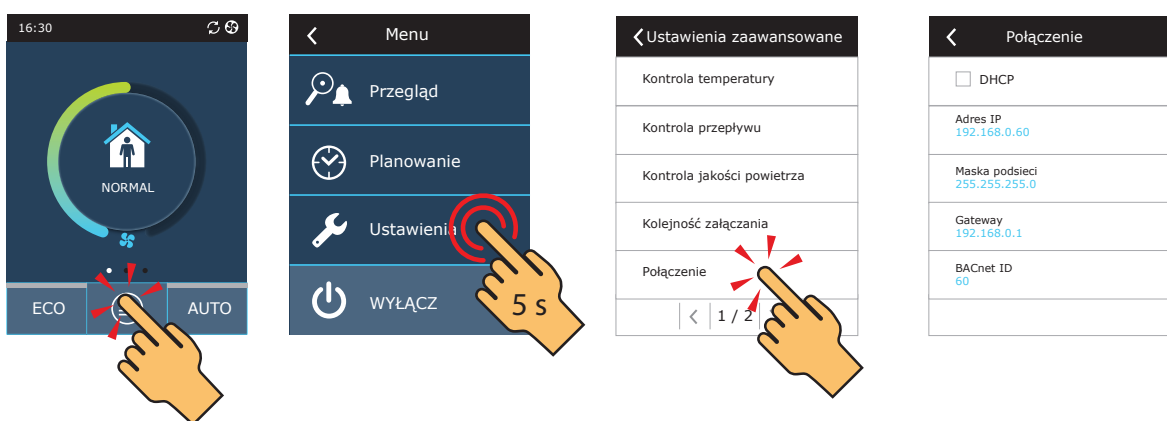 16:30
NORMAL
ECO
AUTO
Menu
Przegląd
Planowanie
Ustawienia
WYŁĄCZ
5 s
Ustawienia zaawansowane
Kontrola temperatury
Kontrola przepływu
Kontrola jakości powietrza
Kolejność załączania
Połączenie
1 / 2
Połączenie
DHCP
Adres IP
192.168.0.60
Maska podsieci
255.255.255.0
Gateway
192.168.0.1
BACnet ID
60